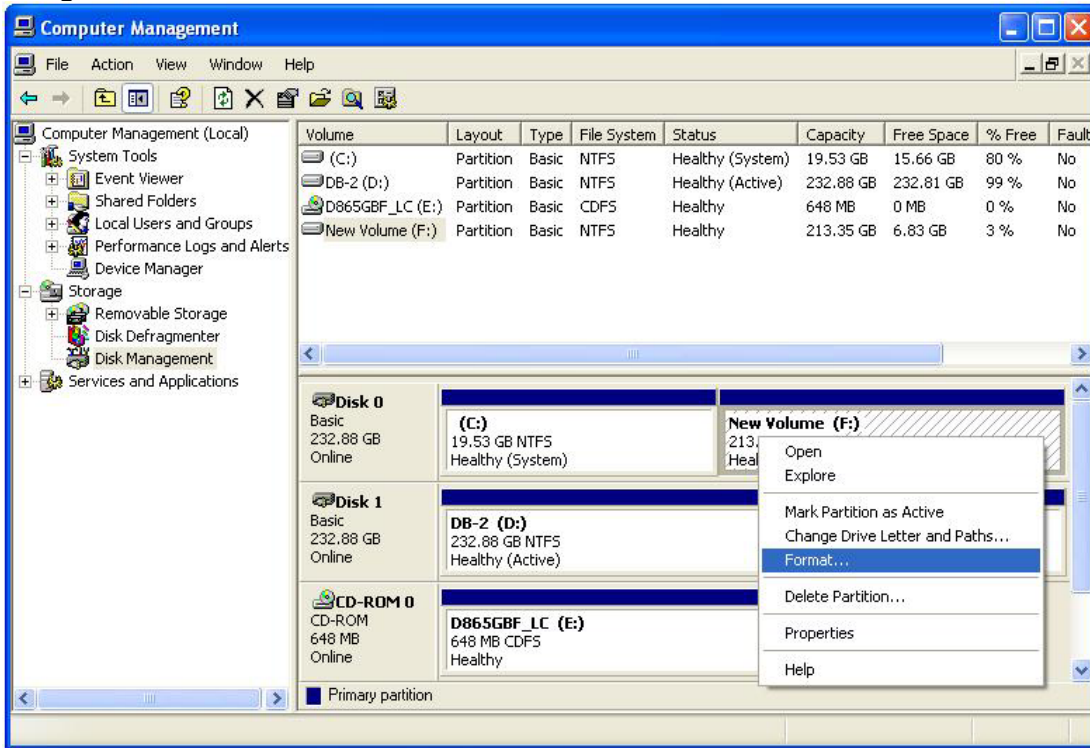 Computer Management
File Action View Window Help
Computer Management (Local)
System Tools
Event Viewer
Shared Folders
Local Users and Groups
Performance Logs and Alerts
Device Manager
Storage
Removable Storage
Disk Defragmenter
Disk Management
Services and Applications
Volume Layout Type File System Status Capacity Free Space % Free Fault
(C:) Partition Basic NTFS Healthy (System) 19.53 GB 15.66 GB 80 % No
DB-2 (D:) Partition Basic NTFS Healthy (Active) 232.88 GB 232.81 GB 99 % No
D865GBF_LC (E:) Partition Basic CDFS Healthy 648 MB 0 MB 0 % No
New Volume (F:) Partition Basic NTFS Healthy 213.35 GB 6.83 GB 3 % No
Disk 0
Basic
232.88 GB
Online
(C:)
19.53 GB NTFS
Healthy (System)
New Volume (F:)
213.
Heal
Disk 1
Basic
232.88 GB
Online
DB-2 (D:)
232.88 GB NTFS
Healthy (Active)
CD-ROM 0
CD-ROM
648 MB
Online
D865GBF_LC (E:)
648 MB CDFS
Healthy
Open
Explore
Mark Partition as Active
Change Drive Letter and Paths...
Format...
Delete Partition...
Properties
Help
Primary partition